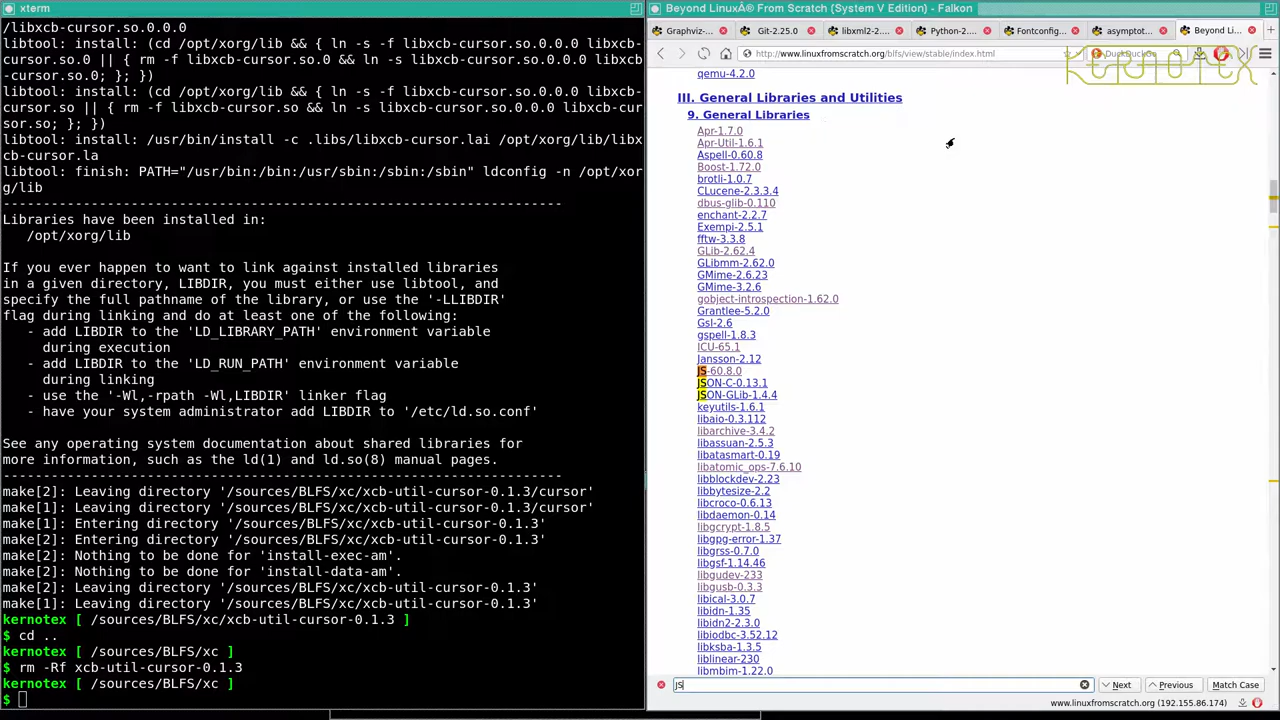 xterm
/libxcb-cursor.so.0.0.0
libtool: install: (cd /opt/xorg/lib && { ln -s -f libxcb-cursor.so.0.0.0 libxcb-
cursor.so.0 || { rm -f libxcb-cursor.so.0 && ln -s libxcb-cursor.so.0.0.0 libxcb
-cursor.so.0; }; })
libtool: install: (cd /opt/xorg/lib && { ln -s -f libxcb-cursor.so.0.0.0 libxcb-
cursor.so || { rm -f libxcb-cursor.so && ln -s libxcb-cursor.so.0.0.0 libxcb-cur
sor.so; }; })
libtool: install: /usr/bin/install -c .libs/libxcb-cursor.lai /opt/xorg/lib/libx
cb-cursor.la
libtool: finish: PATH="/usr/bin:/bin:/usr/sbin:/sbin:/sbin" ldconfig -n /opt/xor
g/lib
----------------------------------------------------------------------
Libraries have been installed in:
/opt/xorg/lib
If you ever happen to want to link against installed libraries
in a given directory, LIBDIR, you must either use libtool, and
specify the full pathname of the library, or use the '-LLIBDIR'
flag during linking and do at least one of the following:
- add LIBDIR to the 'LD_LIBRARY_PATH' environment variable
during execution
- add LIBDIR to the 'LD_RUN_PATH' environment variable
during linking
- use the '-Wl,-rpath -Wl,LIBDIR' linker flag
- have your system administrator add LIBDIR to '/etc/ld.so.conf'
See any operating system documentation about shared libraries for
more information, such as the ld(1) and ld.so(8) manual pages.
----------------------------------------------------------------------
make[2]: Leaving directory '/sources/BLFS/xc/xcb-util-cursor-0.1.3/cursor'
make[1]: Leaving directory '/sources/BLFS/xc/xcb-util-cursor-0.1.3/cursor'
make[1]: Entering directory '/sources/BLFS/xc/xcb-util-cursor-0.1.3'
make[2]: Entering directory '/sources/BLFS/xc/xcb-util-cursor-0.1.3'
make[2]: Nothing to be done for 'install-exec-am'.
make[2]: Nothing to be done for 'install-data-am'.
make[2]: Leaving directory '/sources/BLFS/xc/xcb-util-cursor-0.1.3'
make[1]: Leaving directory '/sources/BLFS/xc/xcb-util-cursor-0.1.3'
kernotex [ /sources/BLFS/xc/xcb-util-cursor-0.1.3 ]
$ cd ..
kernotex [ /sources/BLFS/xc ]
$ rm -Rf xcb-util-cursor-0.1.3
kernotex [ /sources/BLFS/xc ]
$
Beyond LinuxÂ® From Scratch (System V Edition) - Falkon
Graphviz-...
Git-2.25.0
libxml2-2...
Python-2...
Fontconfig...
asymptot...
Beyond Li...
http://www.linuxfromscratch.org/blfs/view/stable/index.html
DuckDuckGo
KERNOTEX
qemu-4.2.0
III. General Libraries and Utilities
9. General Libraries
Apr-1.7.0
Apr-Util-1.6.1
Aspell-0.60.8
Boost-1.72.0
brotli-1.0.7
CLucene-2.3.3.4
dbus-glib-0.110
enchant-2.2.7
Exempi-2.5.1
fftw-3.3.8
GLib-2.62.4
GLibmm-2.62.0
GMime-2.6.23
GMime-3.2.6
gobject-introspection-1.62.0
Grantlee-5.2.0
Gsl-2.6
gspell-1.8.3
ICU-65.1
Jansson-2.12
JS-60.8.0
JSON-C-0.13.1
JSON-GLib-1.4.4
keyutils-1.6.1
libaio-0.3.112
libarchive-3.4.2
libassuan-2.5.3
libatasmart-0.19
libatomic_ops-7.6.10
libblockdev-2.23
libbytesize-2.2
libcroco-0.6.13
libdaemon-0.14
libgcrypt-1.8.5
libgpg-error-1.37
libgrss-0.7.0
libgsf-1.14.46
libgudev-233
libgusb-0.3.3
libical-3.0.7
libidn-1.35
libidn2-2.3.0
libiodbc-3.52.12
libksba-1.3.5
liblinear-230
libmbim-1.22.0
JS
Next
Previous
Match Case
www.linuxfromscratch.org (192.155.86.174)